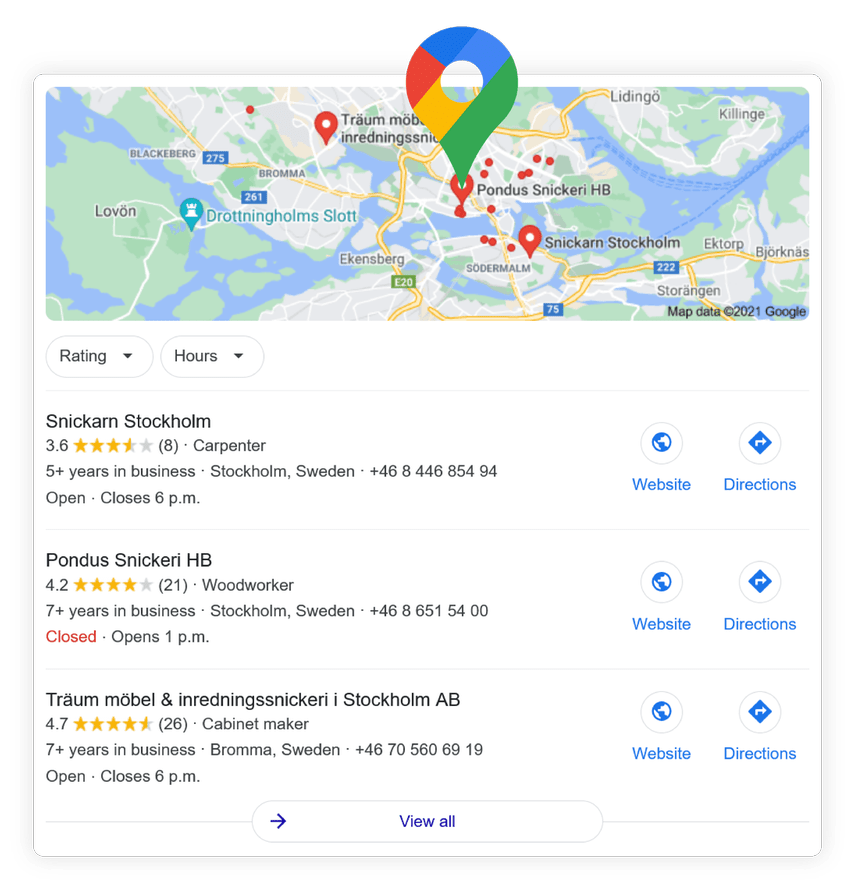 Lidingö
Killinge
Träum möb
inredningssnic
BLACKEBERG
275
BROMMA
Pondus Snickeri HB
261
Lovön
Drottningholms Slott
Snickarn Stockholm
Ektorp
Björknäs
Ekensberg
SÖDERMALM
222
E20
Storängen
75
Map data ©2021 Google
Rating
Hours
Snickarn Stockholm
3.6 (8) · Carpenter
5+ years in business · Stockholm, Sweden · +46 8 446 854 94
Open · Closes 6 p.m.
Website
Directions
Pondus Snickeri HB
4.2 (21) · Woodworker
7+ years in business · Stockholm, Sweden · +46 8 651 54 00
Closed · Opens 1 p.m.
Website
Directions
Träum möbel & inredningssnickeri i Stockholm AB
4.7 (26) · Cabinet maker
7+ years in business · Bromma, Sweden · +46 70 560 69 19
Open · Closes 6 p.m.
Website
Directions
View all